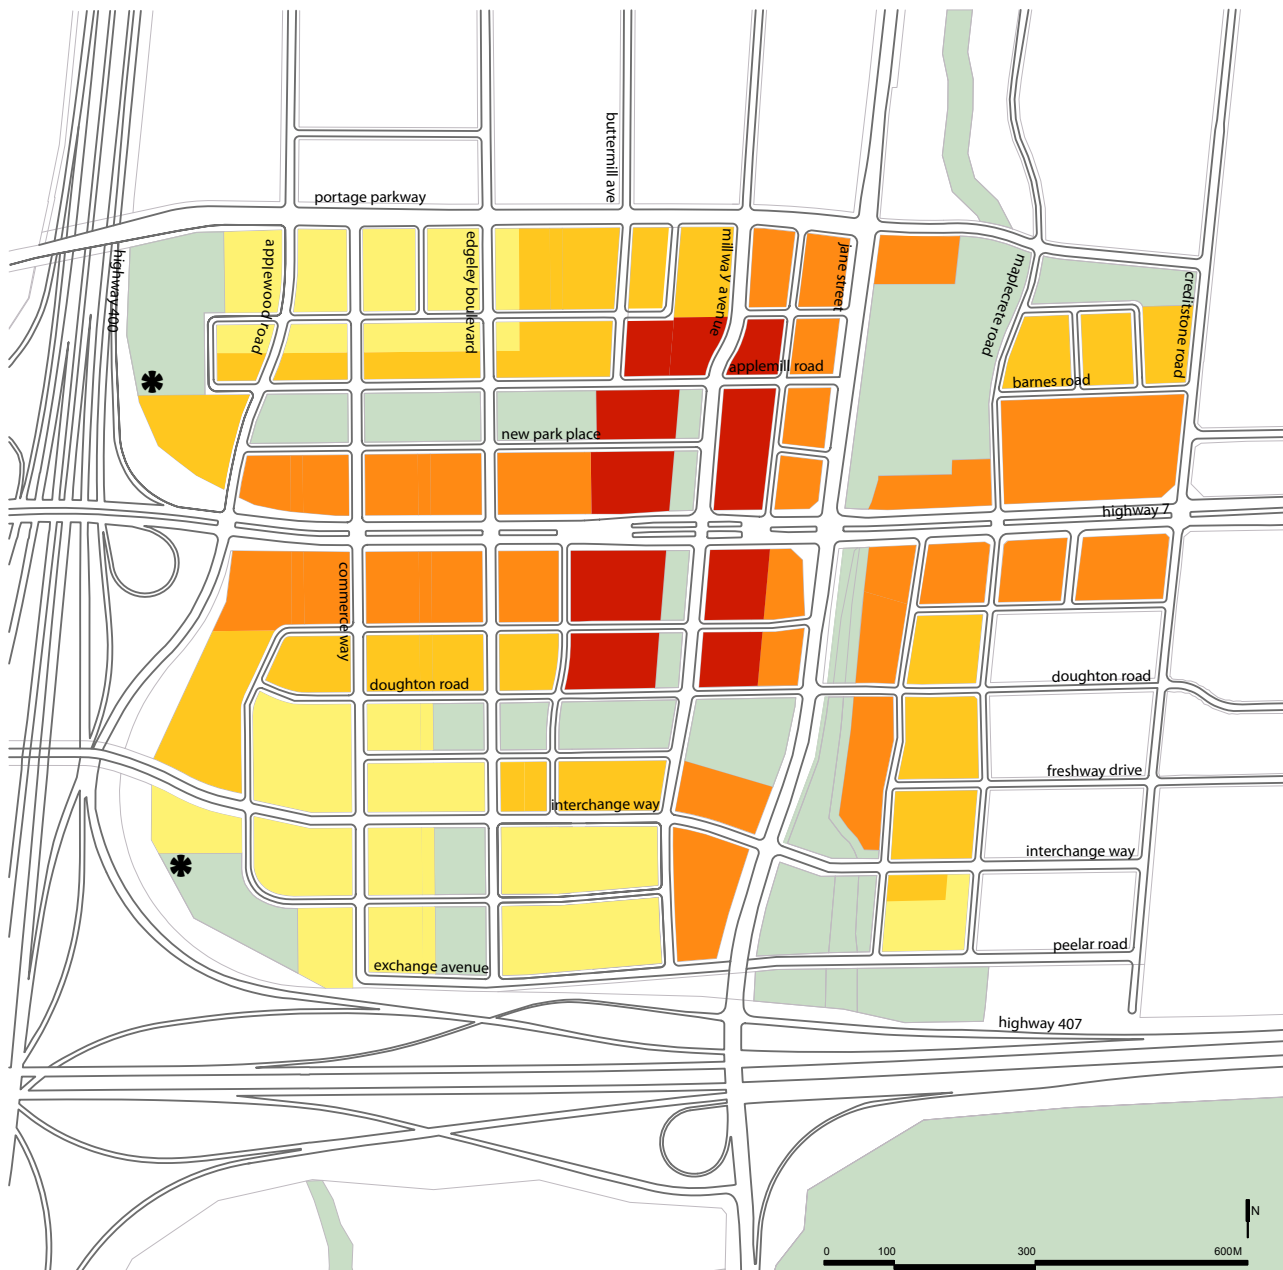 buttermill ave
portage parkway
applewood road
edgeley boulevard
millway avenue
jane street
highway 400
maplecrete road
creditstone road
applemill road
barnes road
new park place
highway 7
commerce way
doughton road
doughton road
freshway drive
interchange way
interchange way
peelar road
exchange avenue
highway 407
N
0 100 300 600M